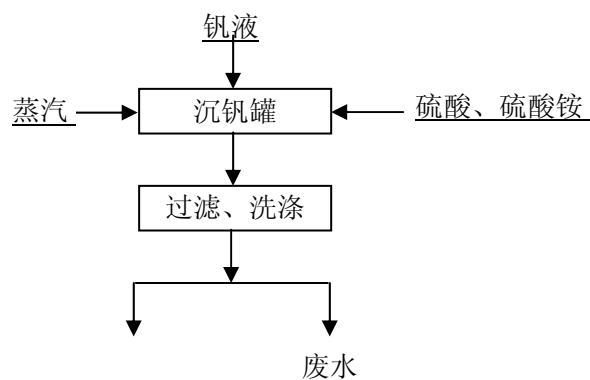 钒液
蒸汽
沉钒罐
硫酸、硫酸铵
过滤、洗涤
废水